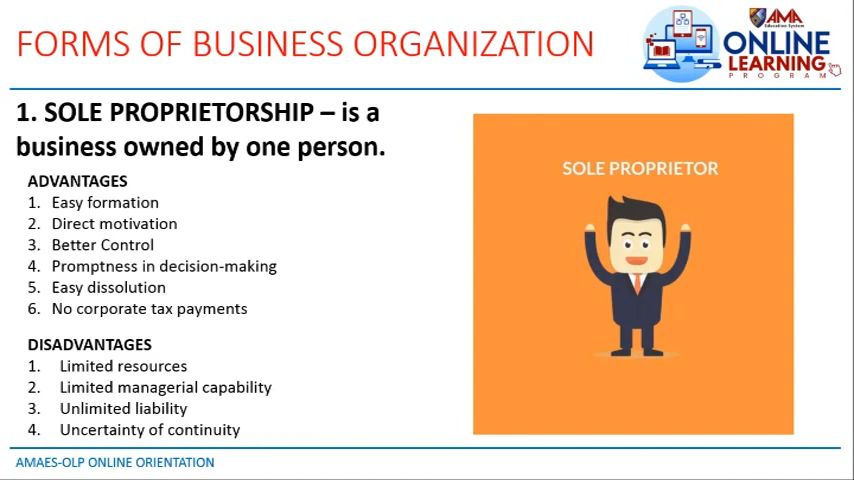 FORMS OF BUSINESS ORGANIZATION
AMA
Education System
ONLINE
LEARNING
PROGRAM
1. SOLE PROPRIETORSHIP – is a
business owned by one person.
ADVANTAGES
1. Easy formation
2. Direct motivation
3. Better Control
4. Promptness in decision-making
5. Easy dissolution
6. No corporate tax payments
DISADVANTAGES
1. Limited resources
2. Limited managerial capability
3. Unlimited liability
4. Uncertainty of continuity
SOLE PROPRIETOR
AMAES-OLP ONLINE ORIENTATION